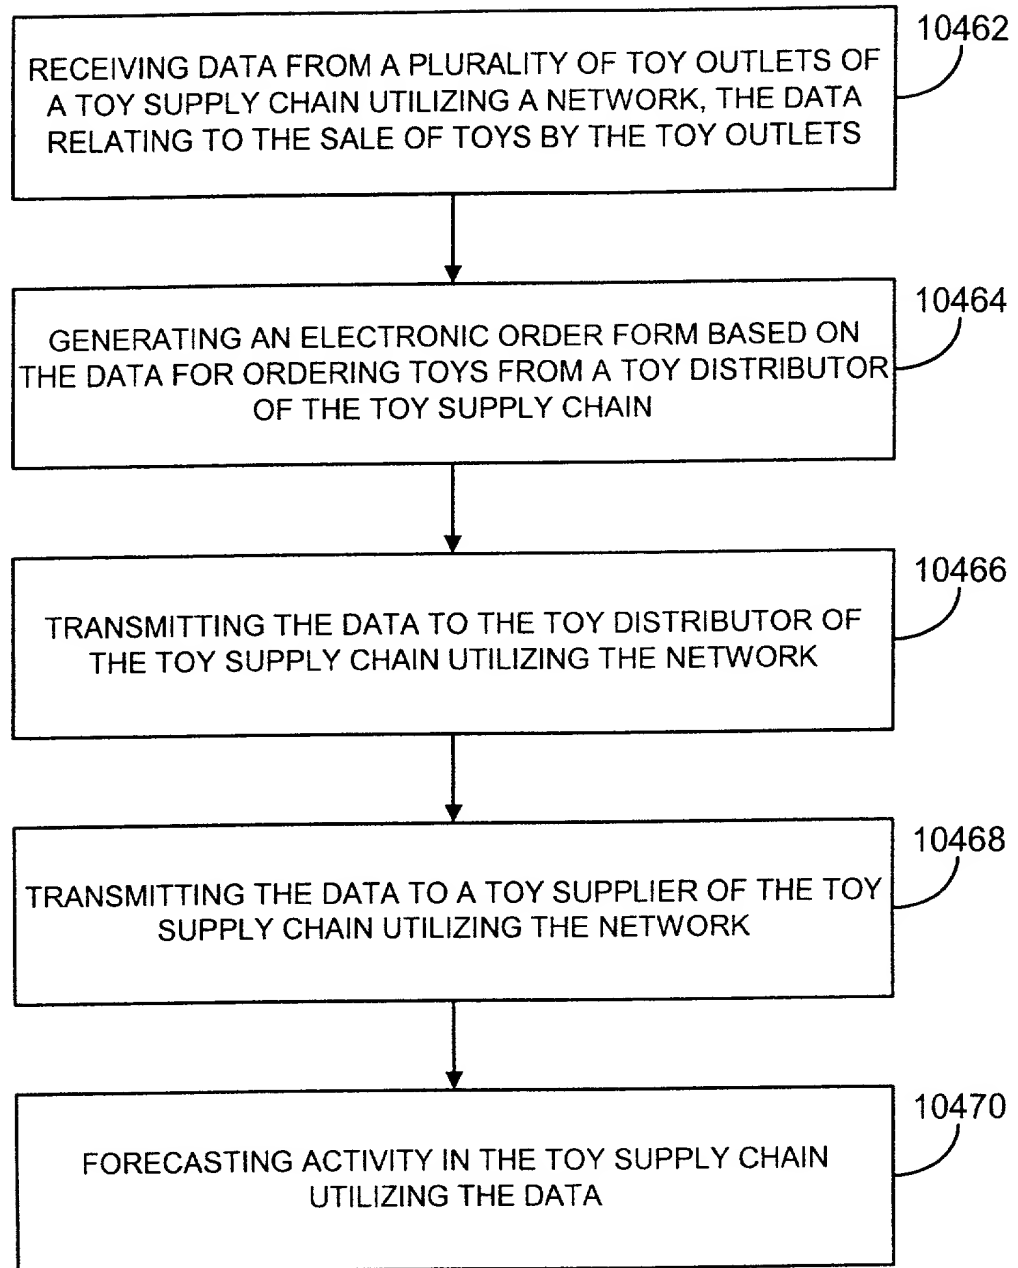 10462
RECEIVING DATA FROM A PLURALITY OF TOY OUTLETS OF
A TOY SUPPLY CHAIN UTILIZING A NETWORK, THE DATA
RELATING TO THE SALE OF TOYS BY THE TOY OUTLETS
10464
GENERATING AN ELECTRONIC ORDER FORM BASED ON
THE DATA FOR ORDERING TOYS FROM A TOY DISTRIBUTOR
OF THE TOY SUPPLY CHAIN
10466
TRANSMITTING THE DATA TO THE TOY DISTRIBUTOR OF
THE TOY SUPPLY CHAIN UTILIZING THE NETWORK
10468
TRANSMITTING THE DATA TO A TOY SUPPLIER OF THE TOY
SUPPLY CHAIN UTILIZING THE NETWORK
10470
FORECASTING ACTIVITY IN THE TOY SUPPLY CHAIN
UTILIZING THE DATA